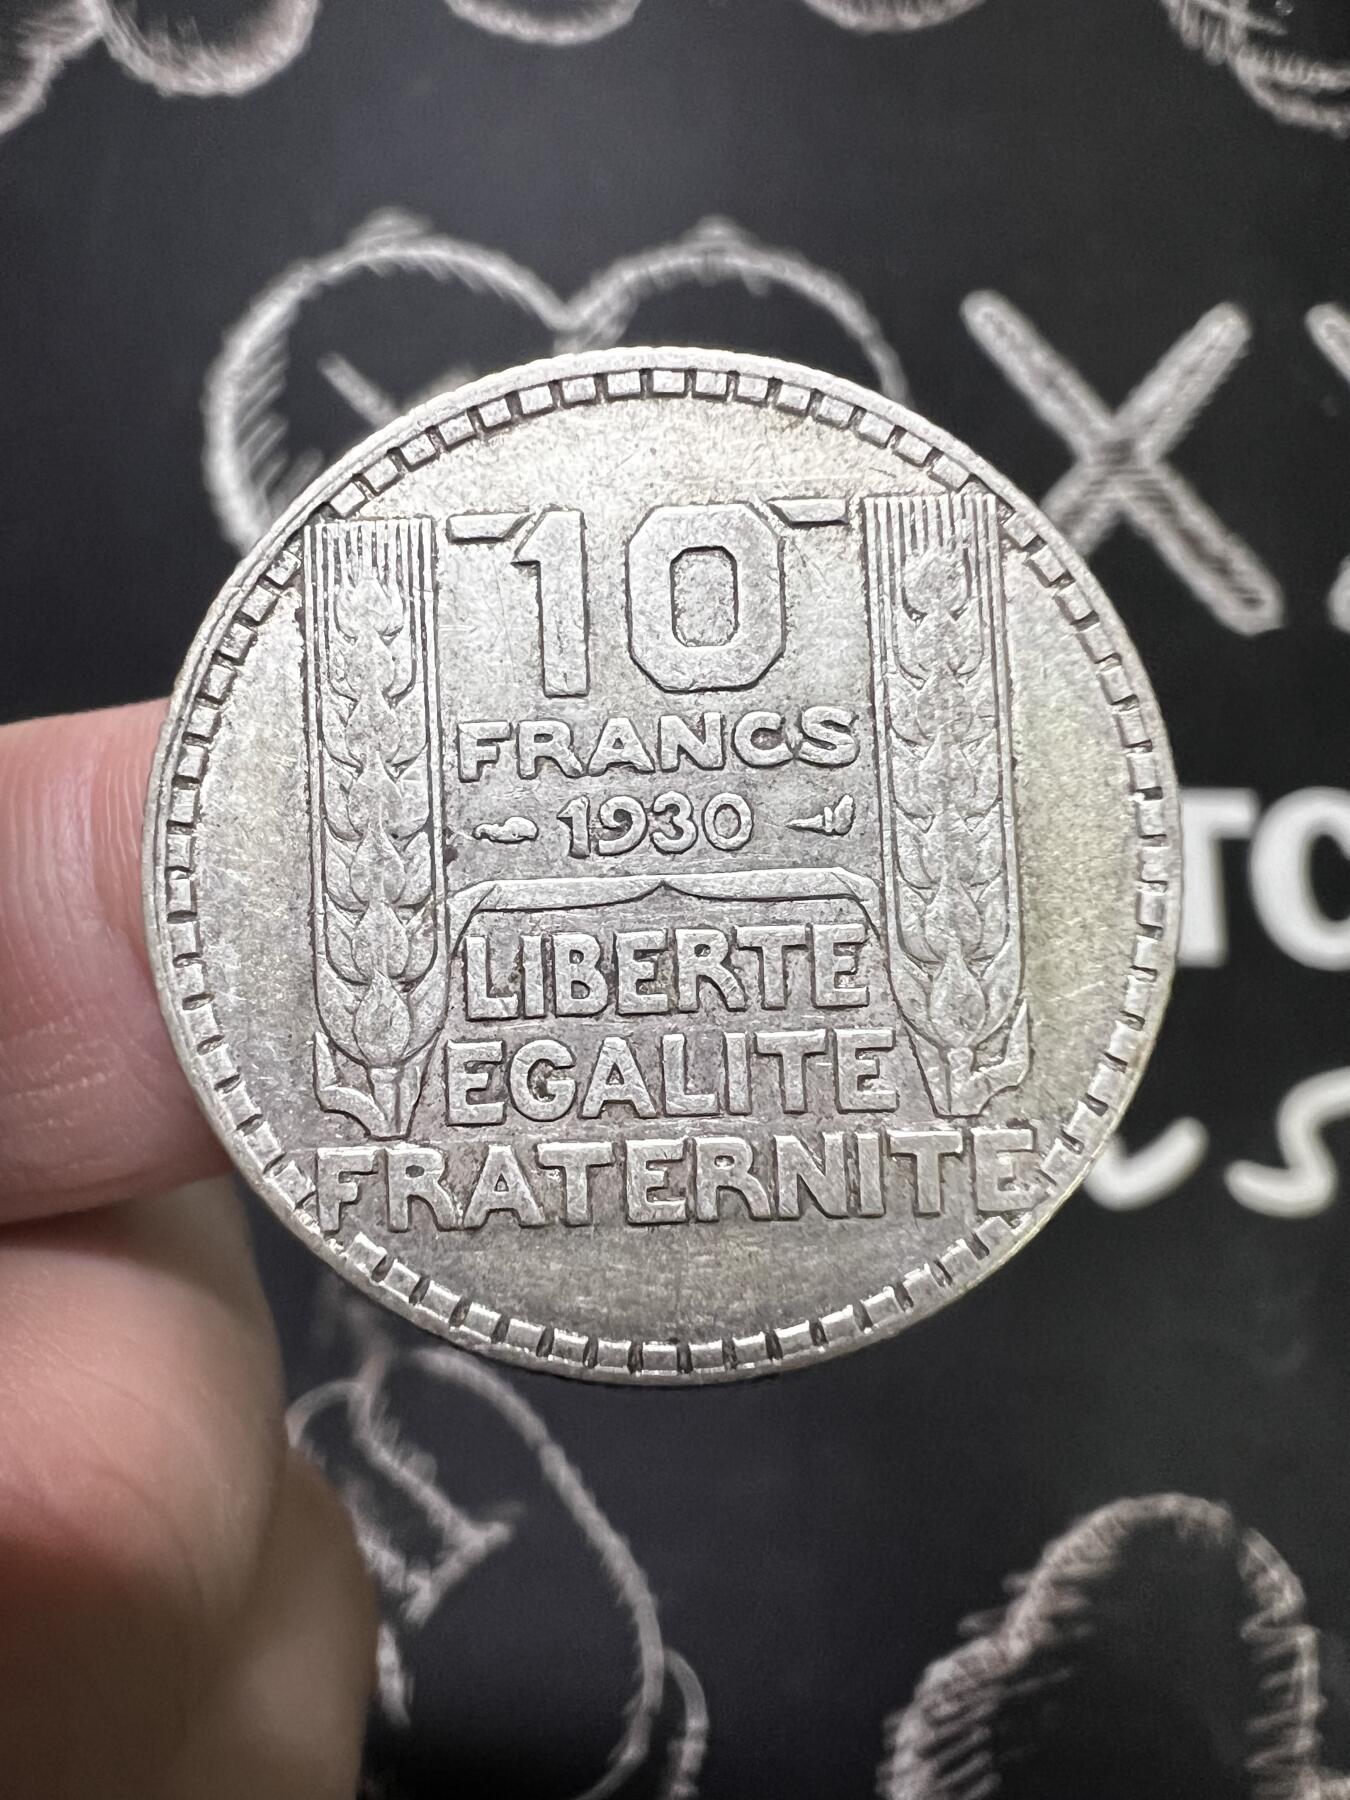 10
FRANCS
1930
LIBERTE
EGALITE
FRATERNITE